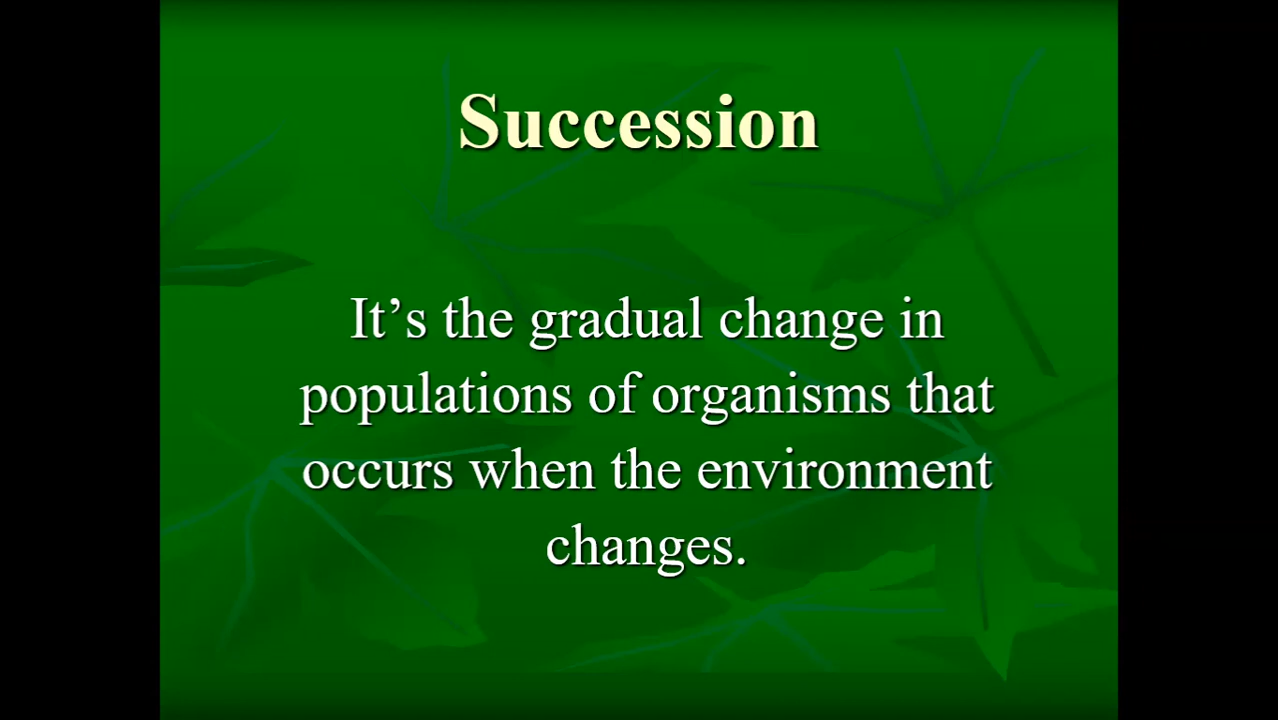 Succession
It’s the gradual change in
populations of organisms that
occurs when the environment
changes.